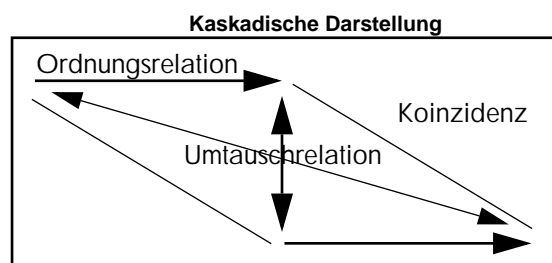 Kaskadische Darstellung
Ordnungsrelation
Koinzidenz
Umtauschrelation